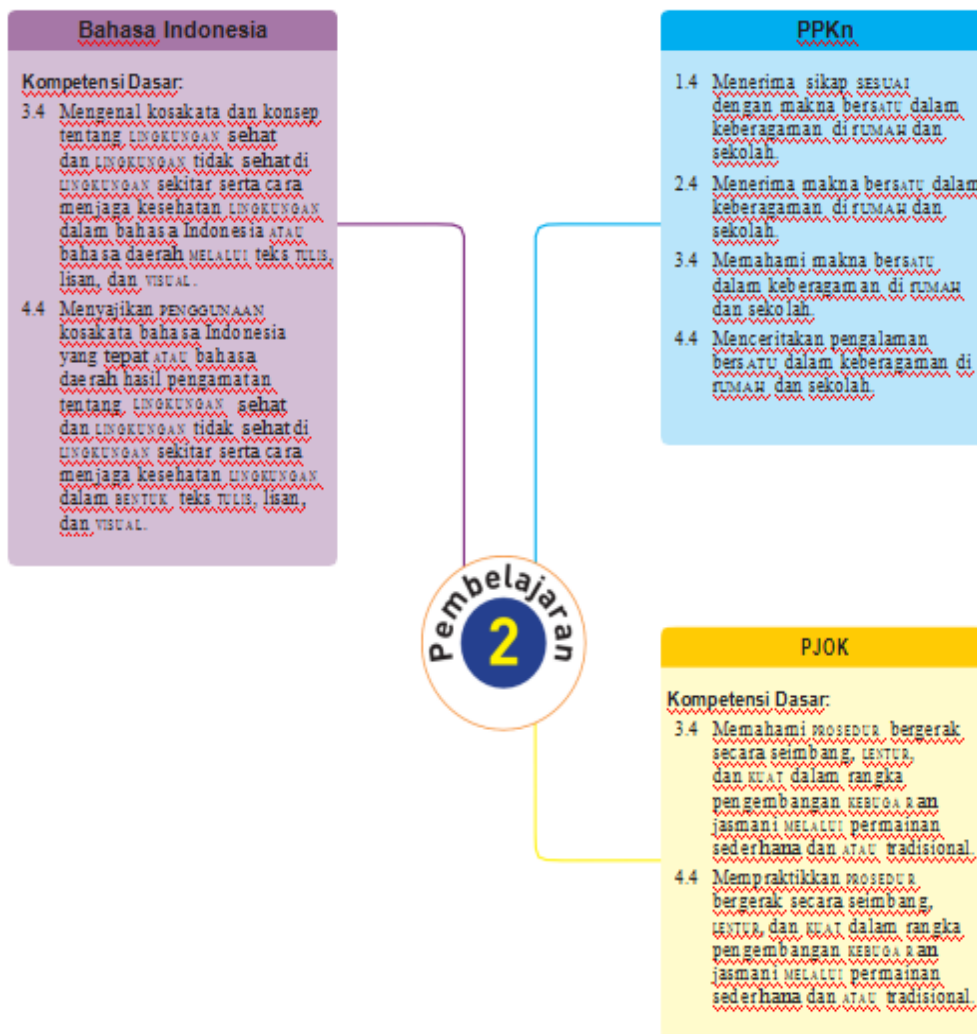 Bahasa Indonesia
Kompetensi Dasar:
3.4 Mengenal kosakata dan konsep
tentang LINGKUNGAN sehat
dan LINGKUNGAN tidak sehat di
LINGKUNGAN sekitar serta cara
menjaga kesehatan LINGKUNGAN
dalam bahasa Indonesia ATAU
bahasa daerah MELALUI teks TULIS,
lisan, dan VISUAL.
4.4 Menyajikan PENGGUNAAN
kosakata bahasa Indonesia
yang tepat ATAU bahasa
daerah hasil pengamatan
tentang LINGKUNGAN sehat
dan LINGKUNGAN tidak sehat di
LINGKUNGAN sekitar serta cara
menjaga kesehatan LINGKUNGAN
dalam BENTUK teks TULIS, lisan,
dan VISUAL.
PPKn
1.4 Menerima sikap SESUAI
dengan makna bersATU dalam
keberagaman di rUMAH dan
sekolah.
2.4 Menerima makna bersATU dalam
keberagaman di rUMAH dan
sekolah.
3.4 Memahami makna bersATU
dalam keberagaman di rUMAH
dan sekolah.
4.4 Menceritakan pengalaman
bersATU dalam keberagaman di
rUMAH dan sekolah.
Pembelajaran
2
PJOK
Kompetensi Dasar:
3.4 Memahami PROSEDUR bergerak
secara seimbang, LENTUR,
dan KUAT dalam rangka
pengembangan KEBUGA R an
jasmani MELALUI permainan
sederhana dan ATAU tradisional.
4.4 Mempraktikkan PROSEDUR
bergerak secara seimbang,
LENTUR, dan KUAT dalam rangka
pengembangan KEBUGA R an
jasmani MELALUI permainan
sederhana dan ATAU tradisional.